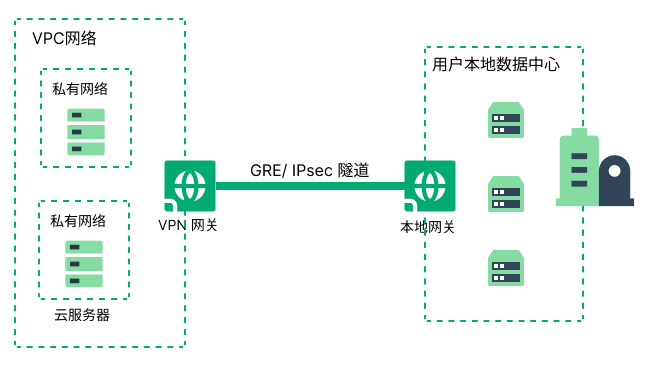 VPC网络
私有网络
私有网络
云服务器
VPN 网关
GRE/ IPsec 隧道
本地网关
用户本地数据中心